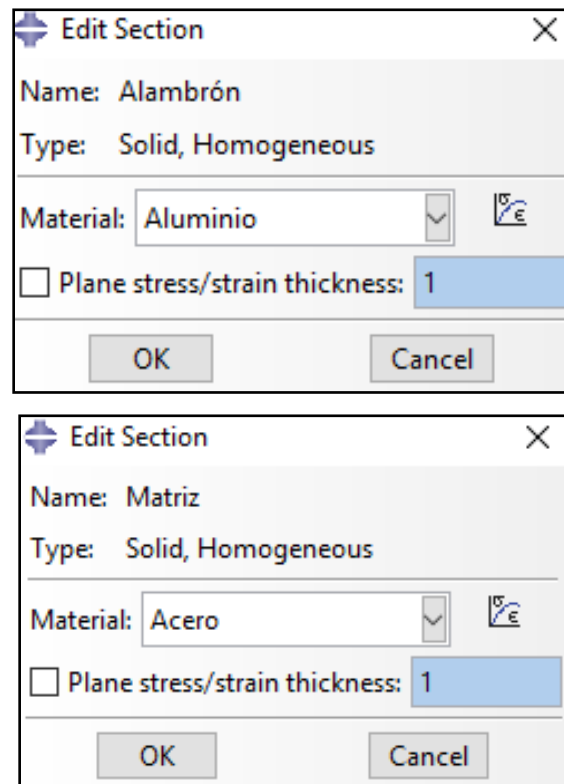 Edit Section
Name: Alambrón
Type: Solid, Homogeneous
Material: Aluminio
Plane stress/strain thickness: 1
OK Cancel
Edit Section
Name: Matriz
Type: Solid, Homogeneous
Material: Acero
Plane stress/strain thickness: 1
OK Cancel